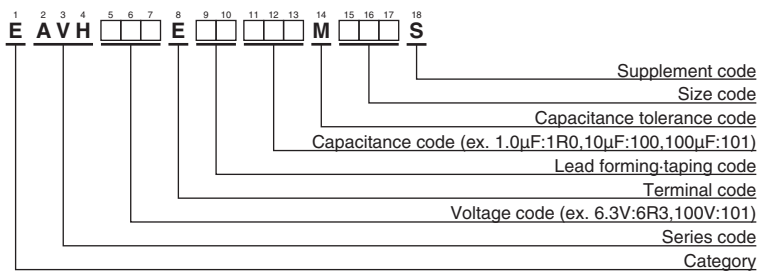 1 2 3 4 5 6 7 8 9 10 11 12 13 14 15 16 17 18
E AVH E M S
Supplement code
Size code
Capacitance tolerance code
Capacitance code (ex. 1.0μF:1R0,10μF:100,100μF:101)
Lead forming·taping code
Terminal code
Voltage code (ex. 6.3V:6R3,100V:101)
Series code
Category